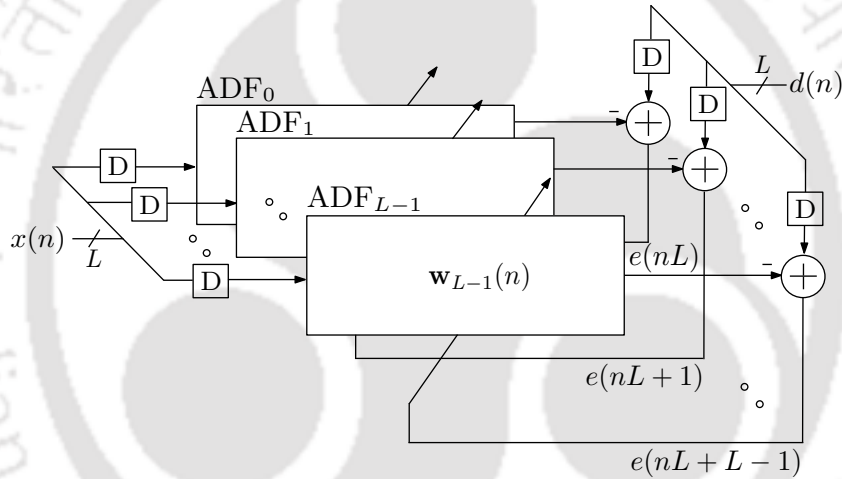 L
D
d(n)
ADF₀
D
ADF₁
-
+
D
-
+
D
ADF_{L−1}
D
x(n)
L
e(nL)
-
+
D
𝐰_{L−1}(n)
e(nL + 1)
e(nL + L − 1)